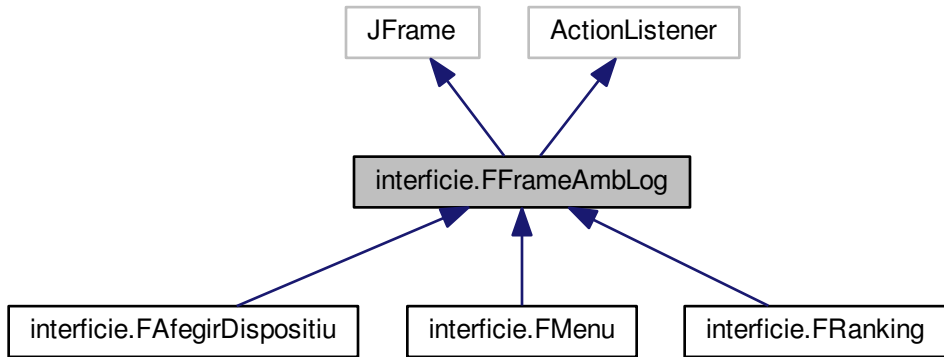 JFrame
ActionListener
interficie.FFrameAmbLog
interficie.FAfegirDispositiu
interficie.FMenu
interficie.FRanking